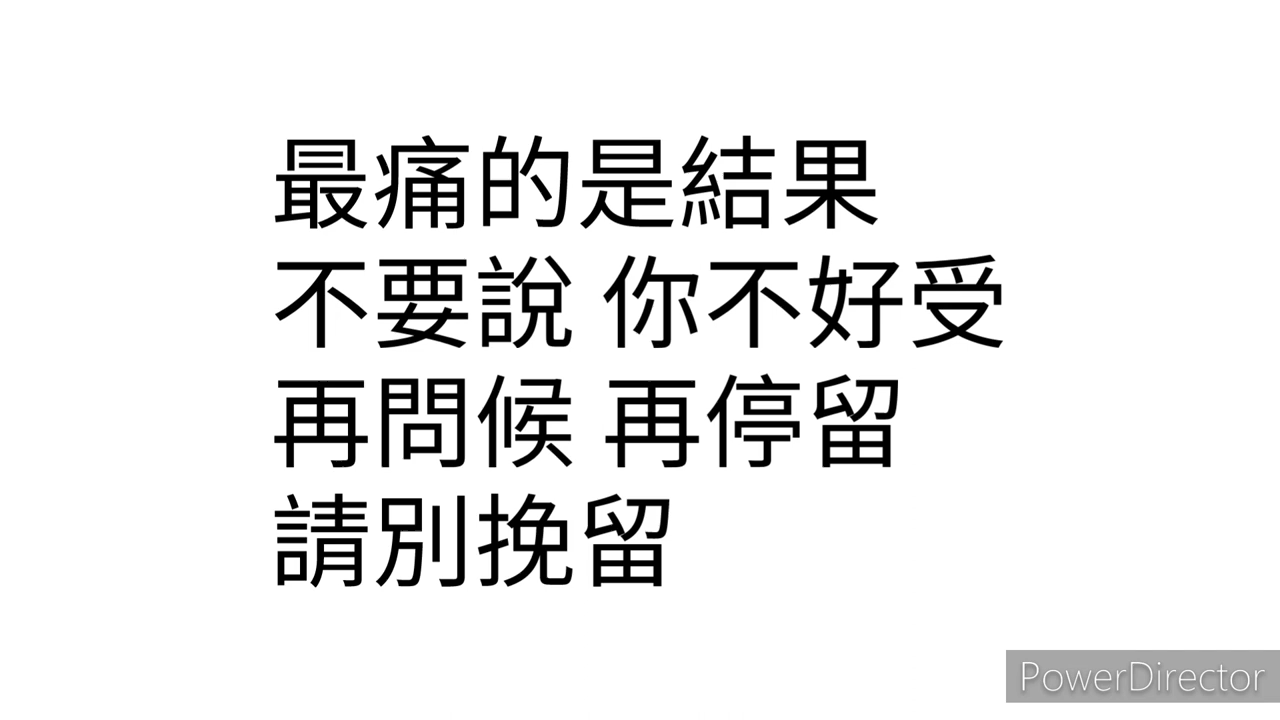 最痛的是結果
不要說 你不好受
再問候 再停留
請別挽留
PowerDirector